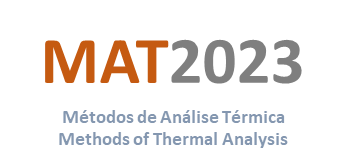 MAT2023
Métodos de Análise Térmica
Methods of Thermal Analysis